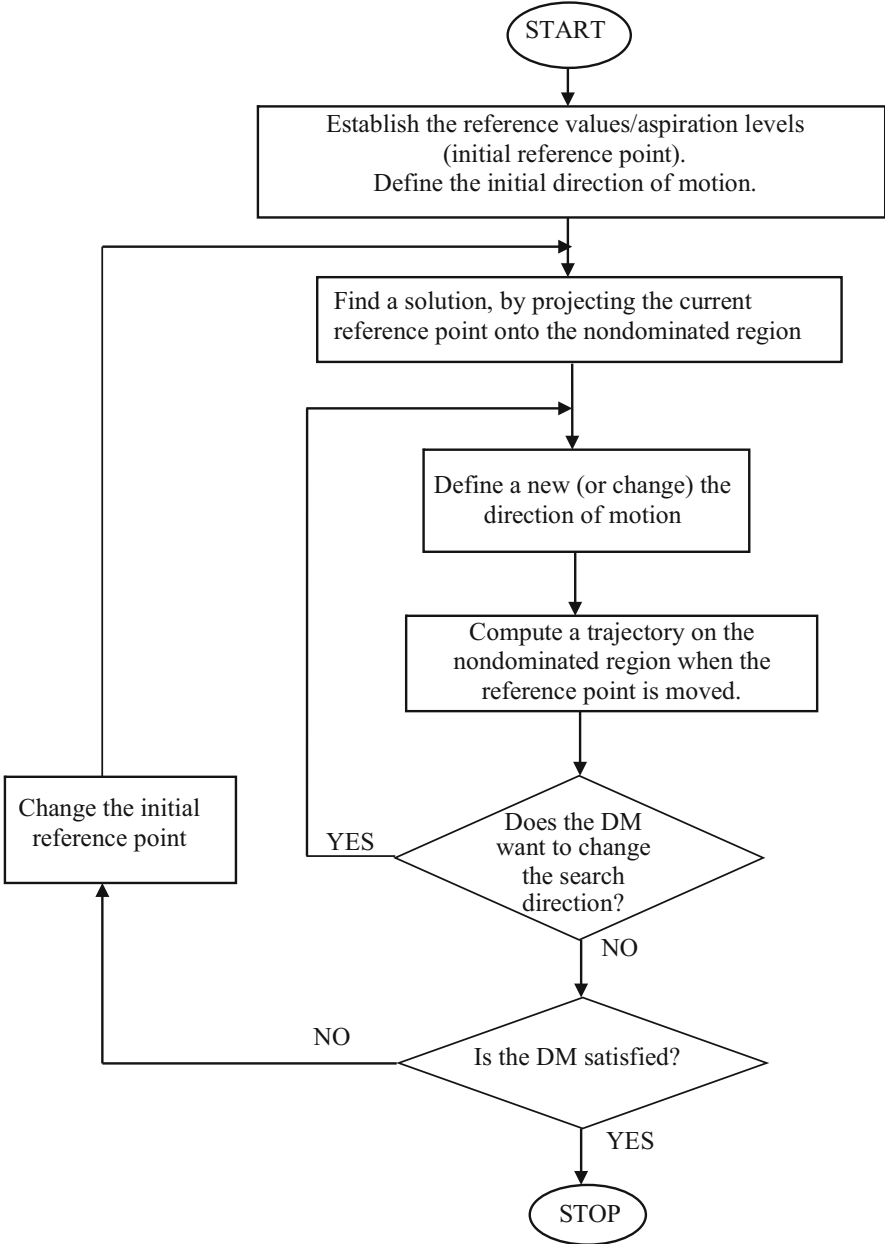 START
Establish the reference values/aspiration levels
(initial reference point).
Define the initial direction of motion.
Find a solution, by projecting the current
reference point onto the nondominated region
Define a new (or change) the
direction of motion
Compute a trajectory on the
nondominated region when the
reference point is moved.
Change the initial
reference point
YES
Does the DM
want to change
the search
direction?
NO
NO
Is the DM satisfied?
YES
STOP